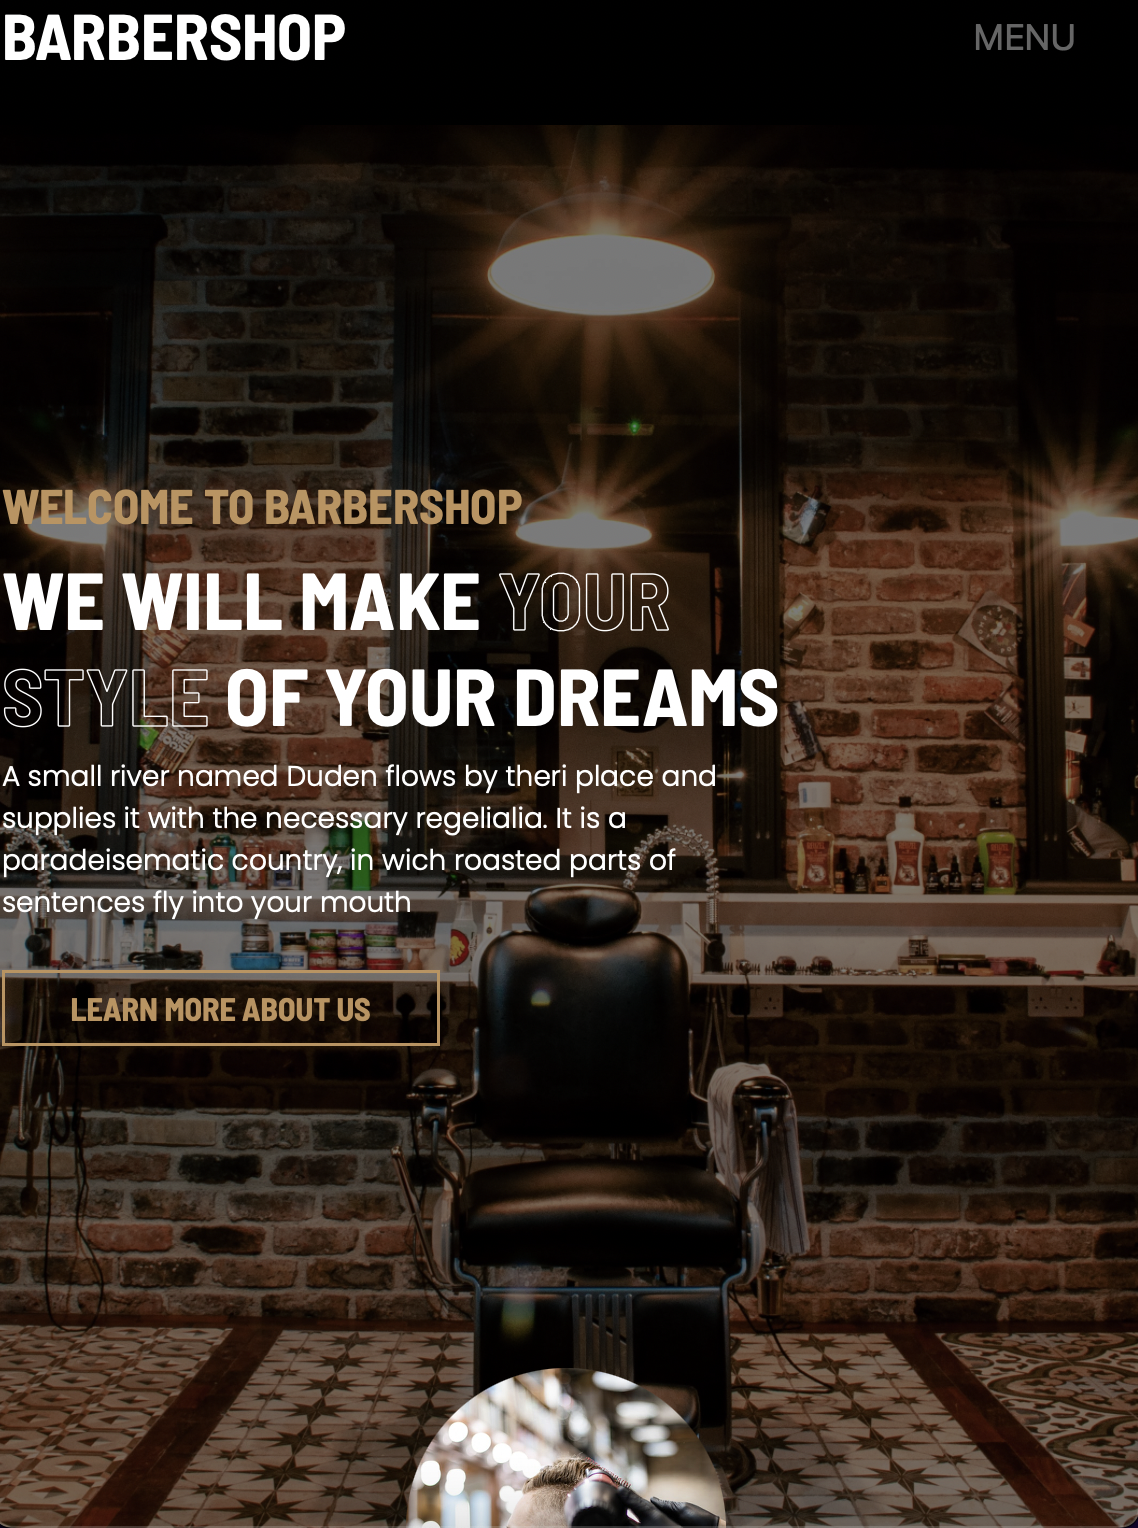 BARBERSHOP
MENU
WELCOME TO BARBERSHOP
WE WILL MAKE YOUR
STYLE OF YOUR DREAMS
A small river named Duden flows by theri place and
supplies it with the necessary regelialia. It is a
paradeisematic country, in wich roasted parts of
sentences fly into your mouth
LEARN MORE ABOUT US